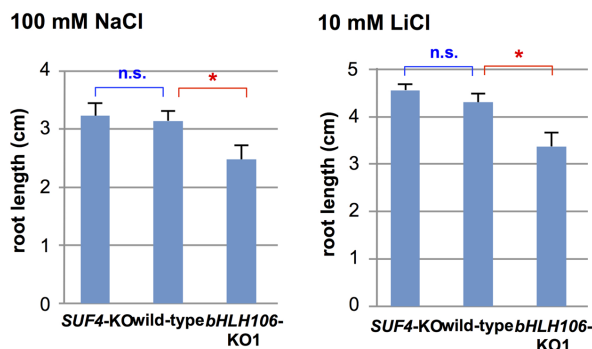 100 mM NaCl
n.s.
*
root length (cm)
4
3
2
1
0
SUF4-KO wild-type bHLH106-
KO1
10 mM LiCl
n.s.
*
root length (cm)
5
4
3
2
1
0
SUF4-KO wild-type bHLH106-
KO1